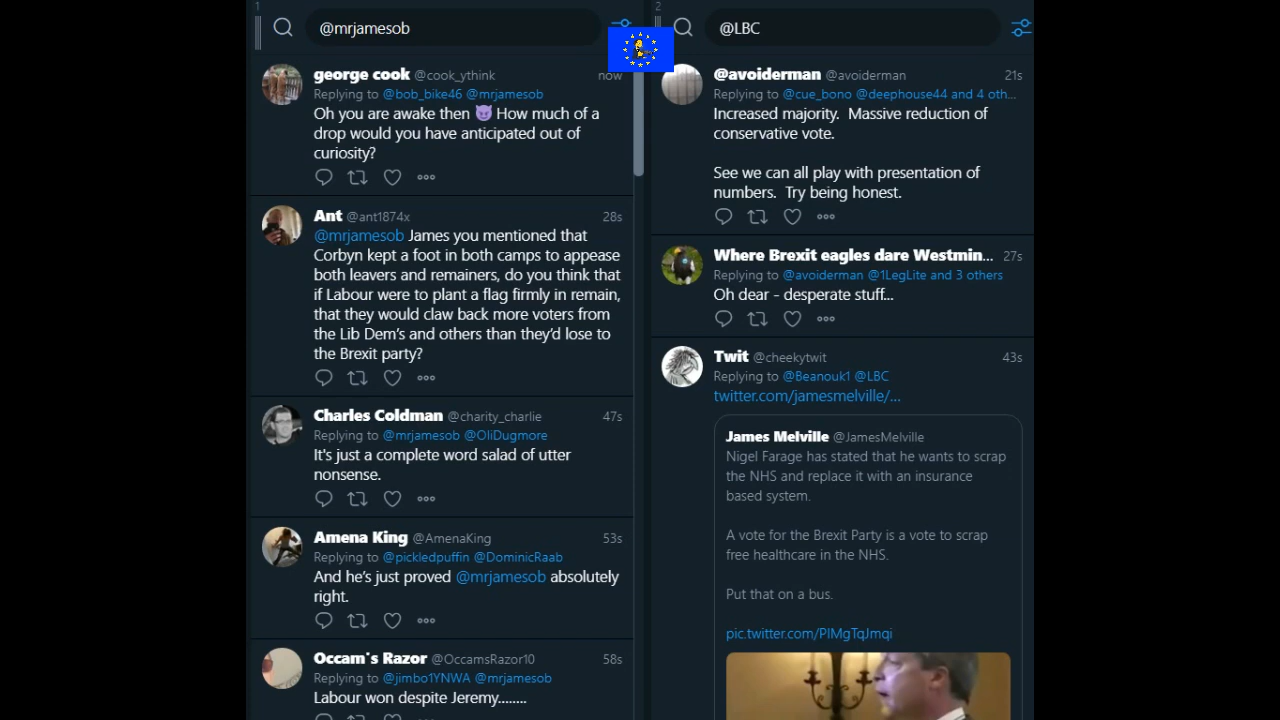 1
@mrjamesob
george cook @cook_ythink now
Replying to @bob_bike46 @mrjamesob
Oh you are awake then 😈 How much of a
drop would you have anticipated out of
curiosity?
Ant @ant1874x 28s
@mrjamesob James you mentioned that
Corbyn kept a foot in both camps to appease
both leavers and remainers, do you think that
if Labour were to plant a flag firmly in remain,
that they would claw back more voters from
the Lib Dem's and others than they'd lose to
the Brexit party?
Charles Coldman @charity_charlie 47s
Replying to @mrjamesob @OliDugmore
It's just a complete word salad of utter
nonsense.
Amena King @AmenaKing 53s
Replying to @pickledpuffin @DominicRaab
And he's just proved @mrjamesob absolutely
right.
Occam's Razor @OccamsRazor10 58s
Replying to @jimbo1YNWA @mrjamesob
Labour won despite Jeremy........
2
@LBC
@avoiderman @avoiderman 21s
Replying to @cue_bono @deephouse44 and 4 oth...
Increased majority. Massive reduction of
conservative vote.
See we can all play with presentation of
numbers. Try being honest.
Where Brexit eagles dare Westmin... 27s
Replying to @avoiderman @1LegLite and 3 others
Oh dear - desperate stuff...
Twit @cheekytwit 43s
Replying to @Beanouk1 @LBC
twitter.com/jamesmelville/...
James Melville @JamesMelville
Nigel Farage has stated that he wants to scrap
the NHS and replace it with an insurance
based system.
A vote for the Brexit Party is a vote to scrap
free healthcare in the NHS.
Put that on a bus.
pic.twitter.com/PlMgTqJmqi